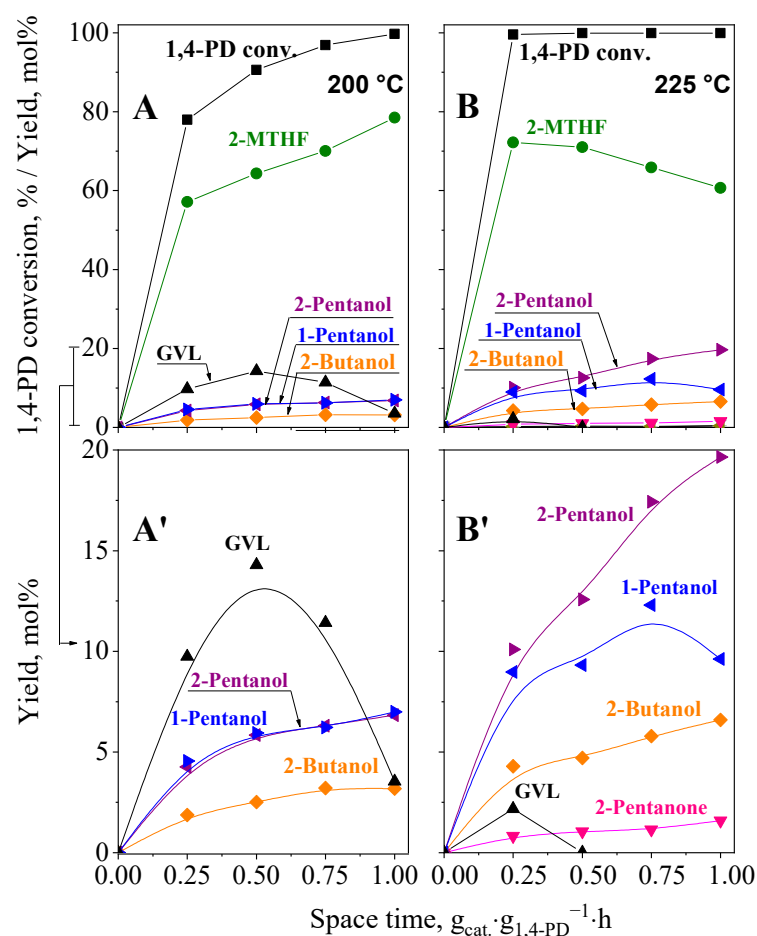 1,4-PD conversion, % / Yield, mol%
100
80
60
40
20
0
1,4-PD conv.
200 °C
A
2-MTHF
2-Pentanol
1-Pentanol
GVL
2-Butanol
1,4-PD conv.
B
225 °C
2-MTHF
2-Pentanol
1-Pentanol
2-Butanol
Yield, mol%
20
15
10
5
0
A'
GVL
2-Pentanol
1-Pentanol
2-Butanol
0.00 0.25 0.50 0.75 1.00
B'
2-Pentanol
1-Pentanol
2-Butanol
GVL
2-Pentanone
0.00 0.25 0.50 0.75 1.00
Space time, g_cat.·g_1,4-PD^−1·h